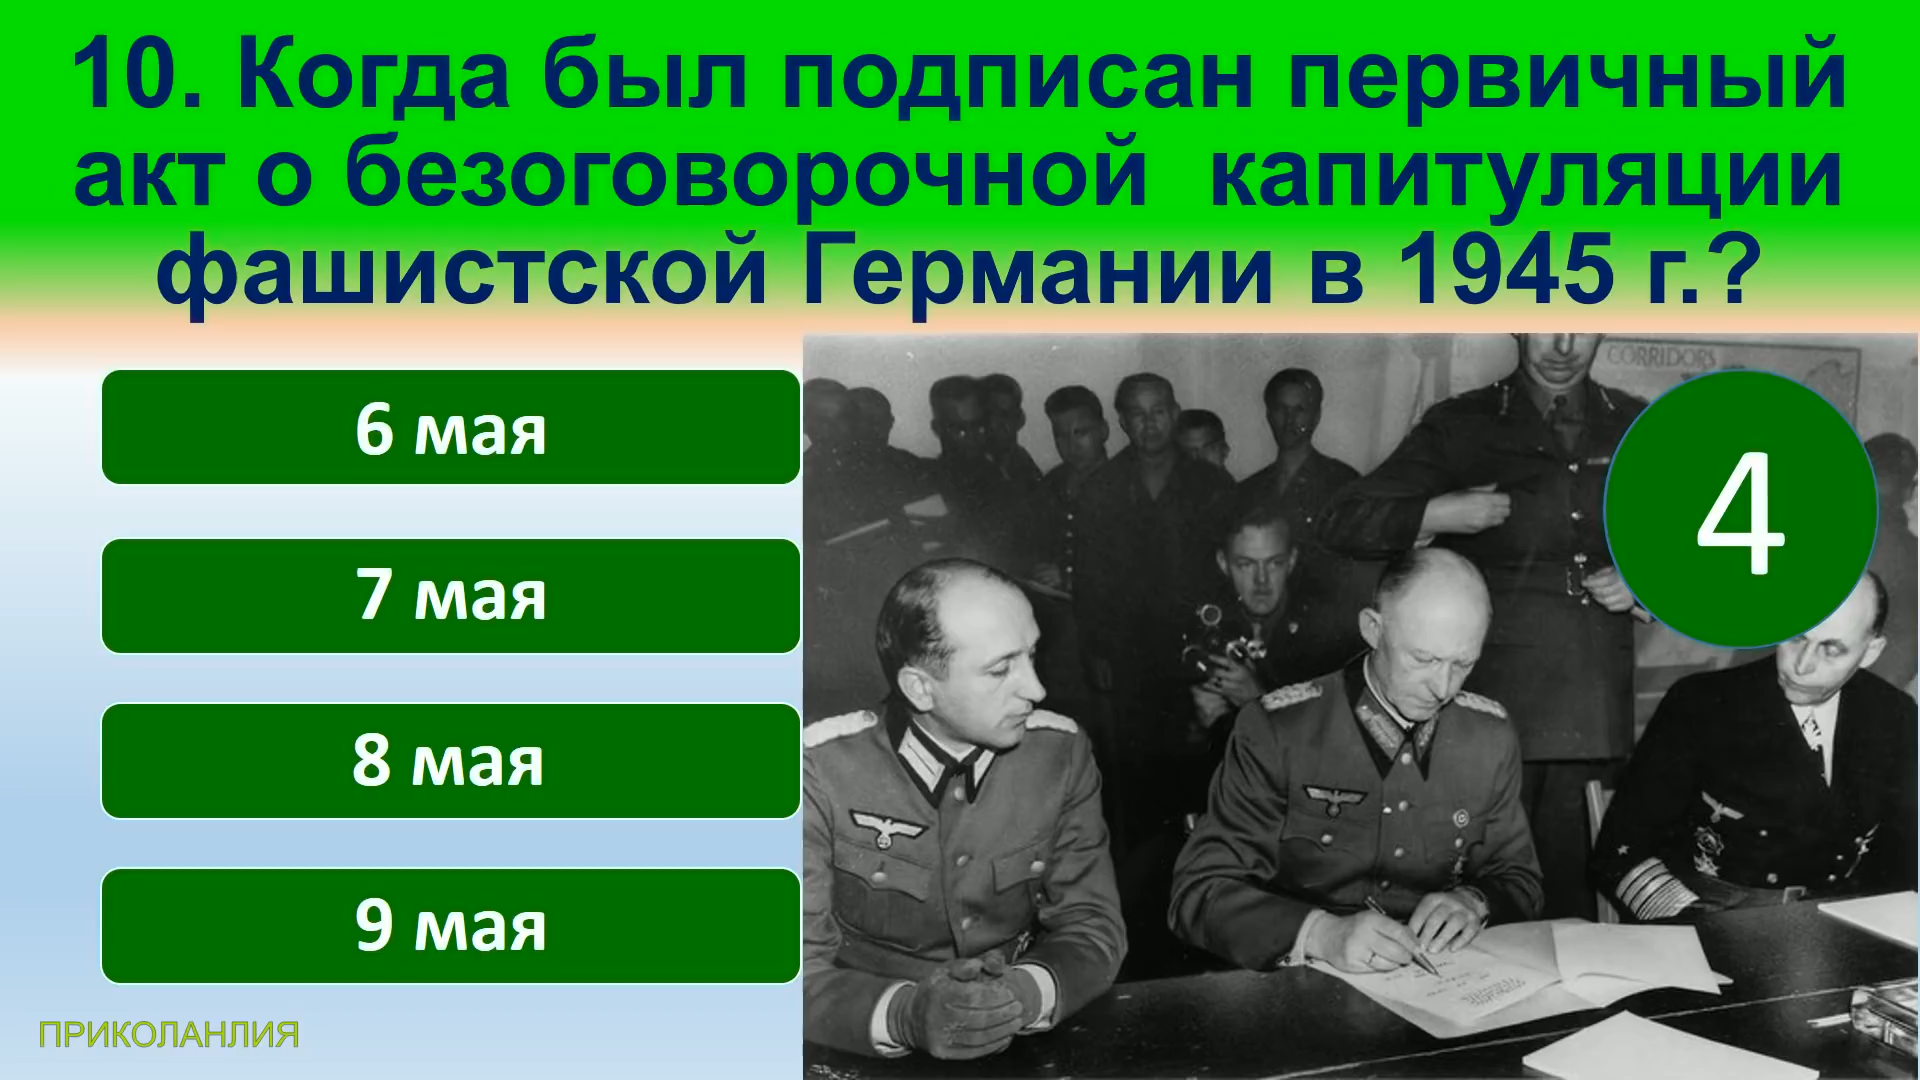 10. Когда был подписан первичный
акт о безоговорочной  капитуляции
фашистской Германии в 1945 г.?
6 мая
7 мая
8 мая
9 мая
CORRIDORS
4
ПРИКОЛАНЛИЯ